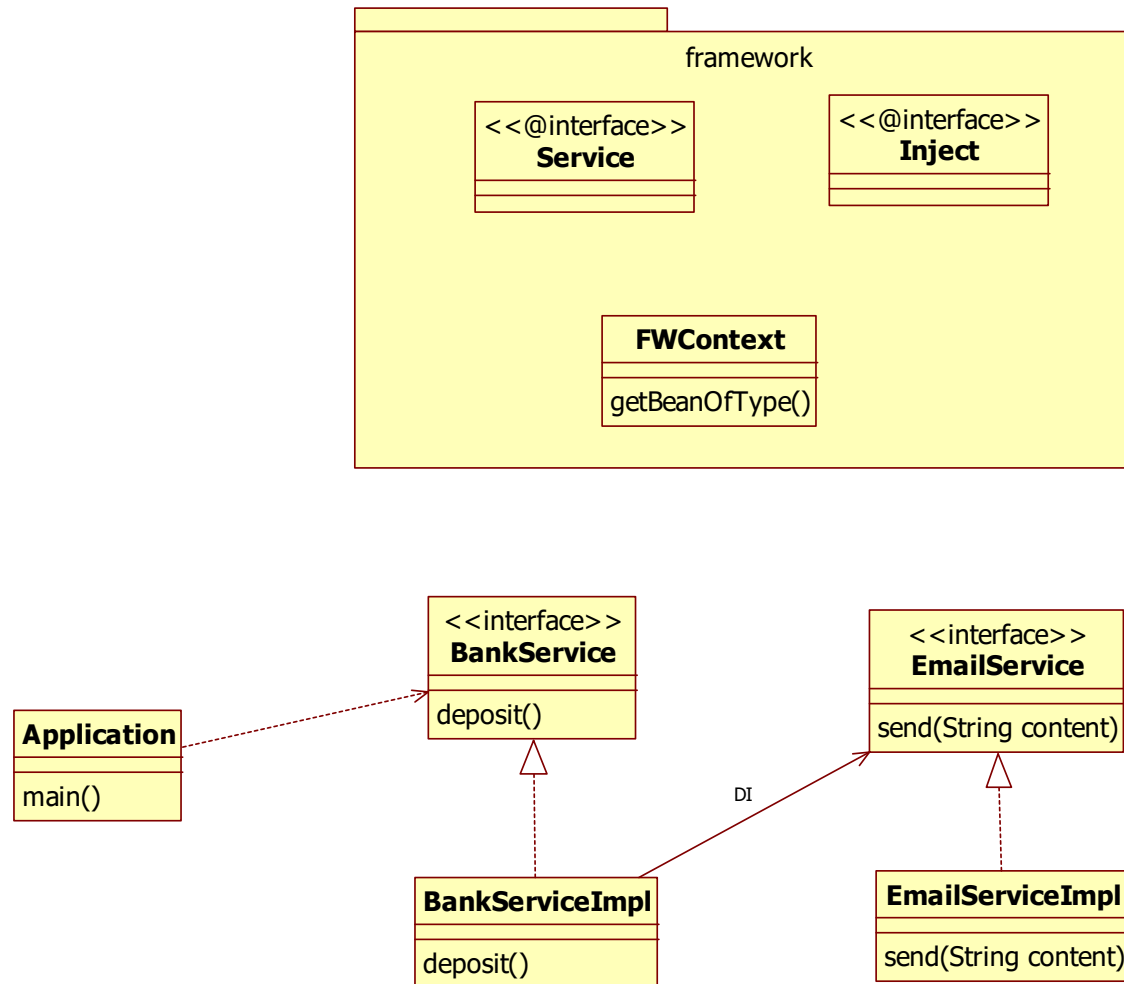 framework
<<@interface>>
Service
<<@interface>>
Inject
FWContext
getBeanOfType()
<<interface>>
BankService
deposit()
<<interface>>
EmailService
send(String content)
Application
main()
DI
BankServiceImpl
deposit()
EmailServiceImpl
send(String content)